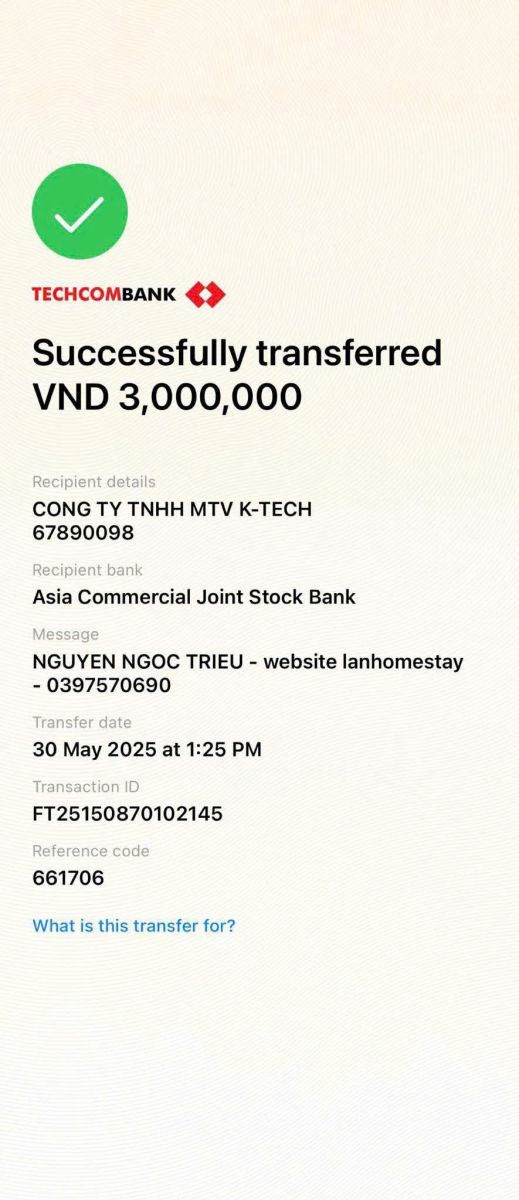 TECHCOMBANK
Successfully transferred
VND 3,000,000
Recipient details
CONG TY TNHH MTV K-TECH
67890098
Recipient bank
Asia Commercial Joint Stock Bank
Message
NGUYEN NGOC TRIEU - website lanhomestay
- 0397570690
Transfer date
30 May 2025 at 1:25 PM
Transaction ID
FT25150870102145
Reference code
661706
What is this transfer for?